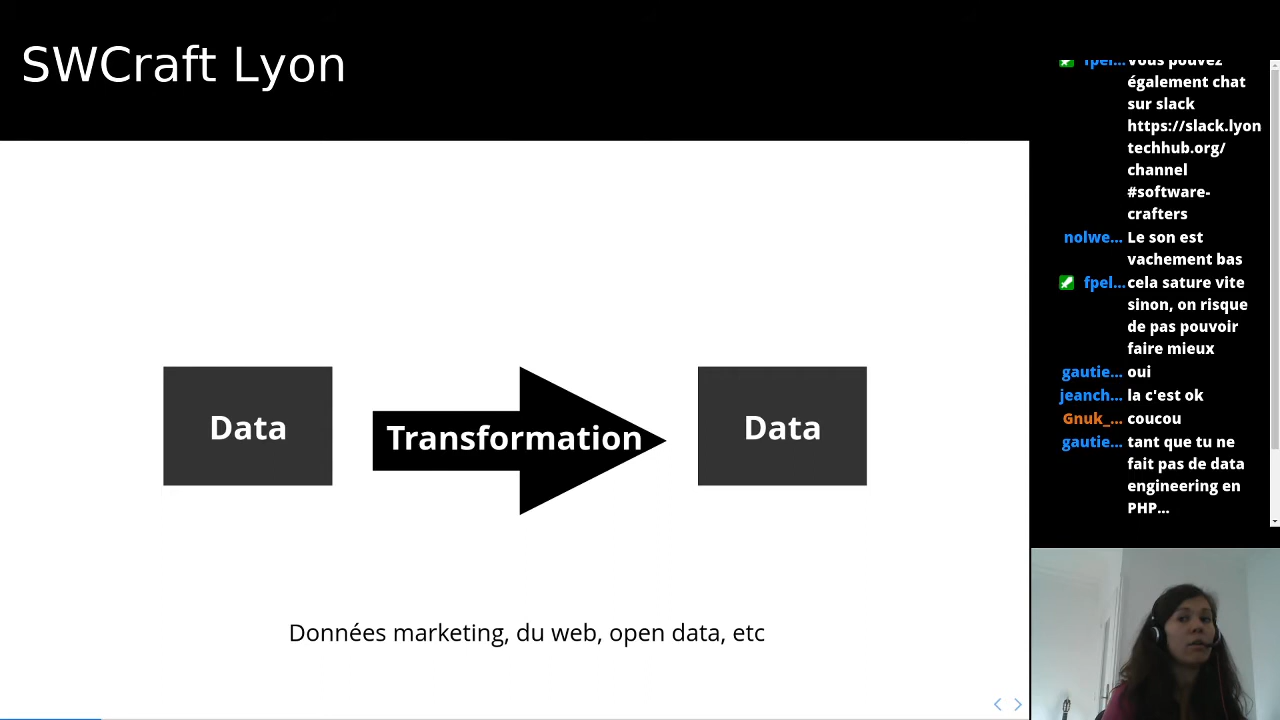 SWCraft Lyon
Data
Transformation
Data
Données marketing, du web, open data, etc
fpel... Vous pouvez
également chat
sur slack
https://slack.lyon
techhub.org/
channel
#software-
crafters
nolwe... Le son est
vachement bas
fpel... cela sature vite
sinon, on risque
de pas pouvoir
faire mieux
gautie... oui
jeanch... la c'est ok
Gnuk_... coucou
gautie... tant que tu ne
fait pas de data
engineering en
PHP...